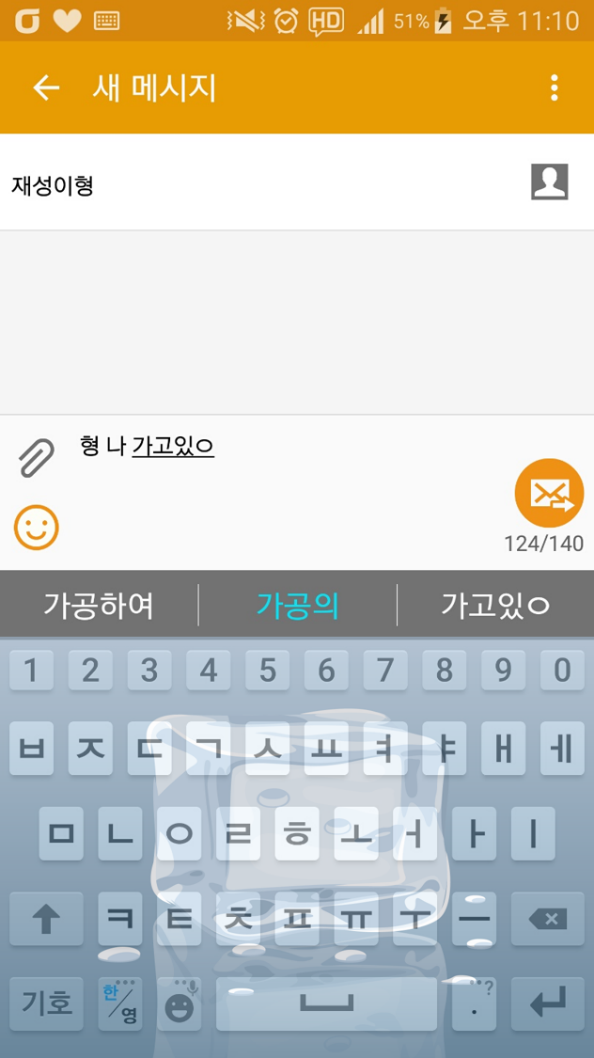 HD 51% 오후 11:10
새 메시지
재성이형
형 나 가고있ㅇ
124/140
가공하여 가공의 가고있ㅇ
1 2 3 4 5 6 7 8 9 0
ㅂ ㅈ ㄷ ㄱ ㅅ ㅛ ㅕ ㅑ ㅐ ㅔ
ㅁ ㄴ ㅇ ㄹ ㅎ ㅗ ㅓ ㅏ ㅣ
ㅋ ㅌ ㅊ ㅍ ㅠ ㅜ ㅡ
기호 한/영 . ?